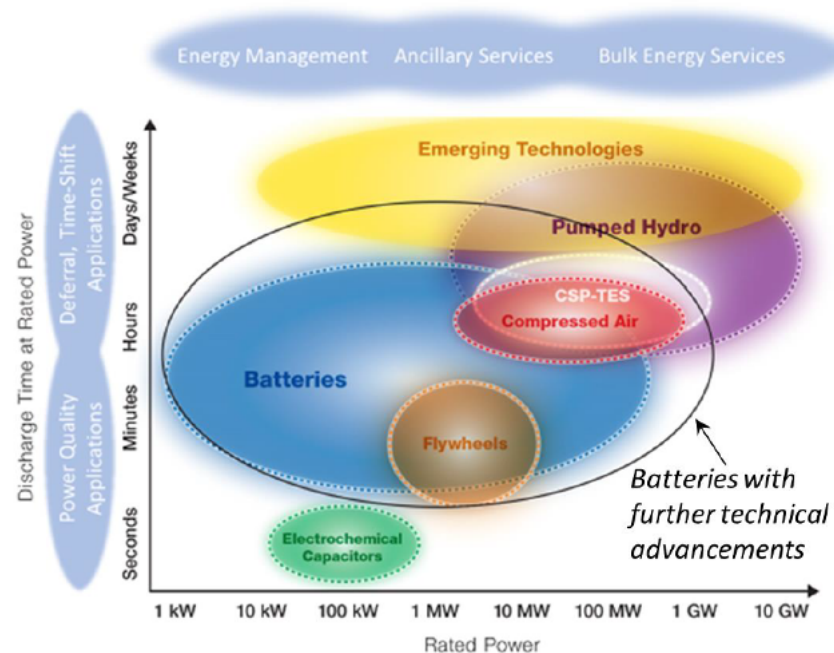 Energy Management
Ancillary Services
Bulk Energy Services
Discharge Time at Rated Power
Deferral, Time-Shift
Applications
Power Quality
Applications
Days/Weeks
Hours
Minutes
Seconds
Emerging Technologies
Pumped Hydro
CSP-TES
Compressed Air
Batteries
Flywheels
Electrochemical
Capacitors
Batteries with
further technical
advancements
1 kW
10 kW
100 kW
1 MW
10 MW
100 MW
1 GW
10 GW
Rated Power